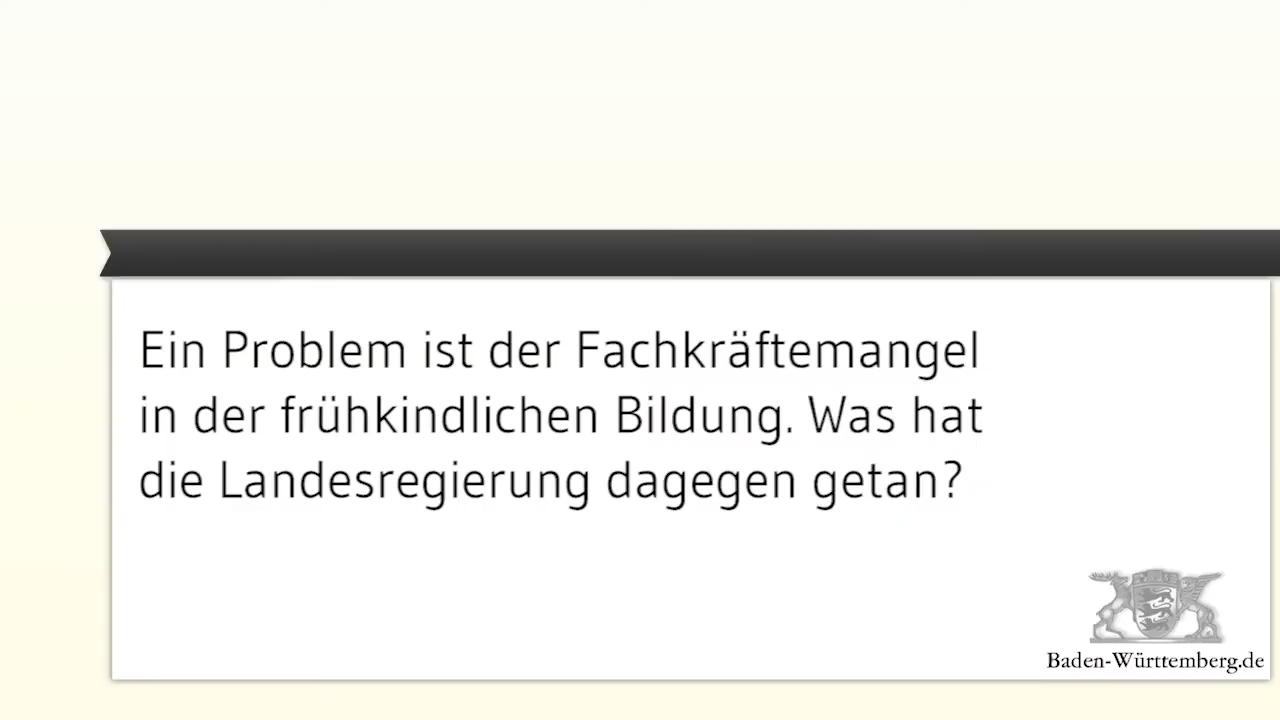 Ein Problem ist der Fachkräftemangel
in der frühkindlichen Bildung. Was hat
die Landesregierung dagegen getan?
Baden-Württemberg.de